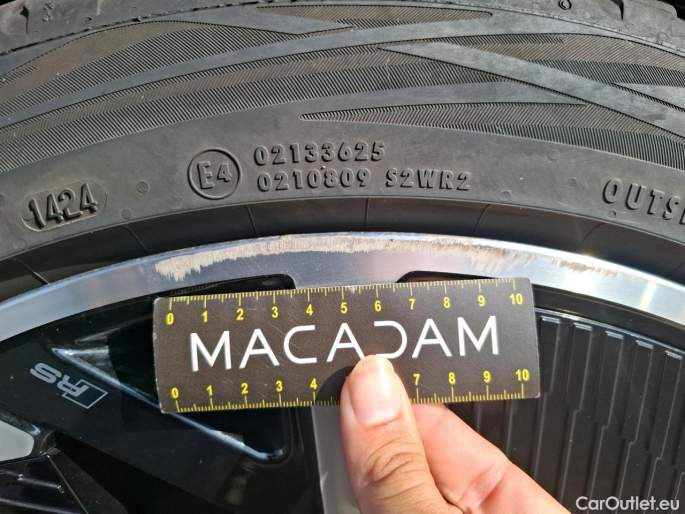 1424
E4
02133625
0210809 S2WR2
OUTS
0 1 2 3 4 5 6 7 8 9 10
MACADAM
0 1 2 3 4 7 8 9 10
RS
CarOutlet.eu